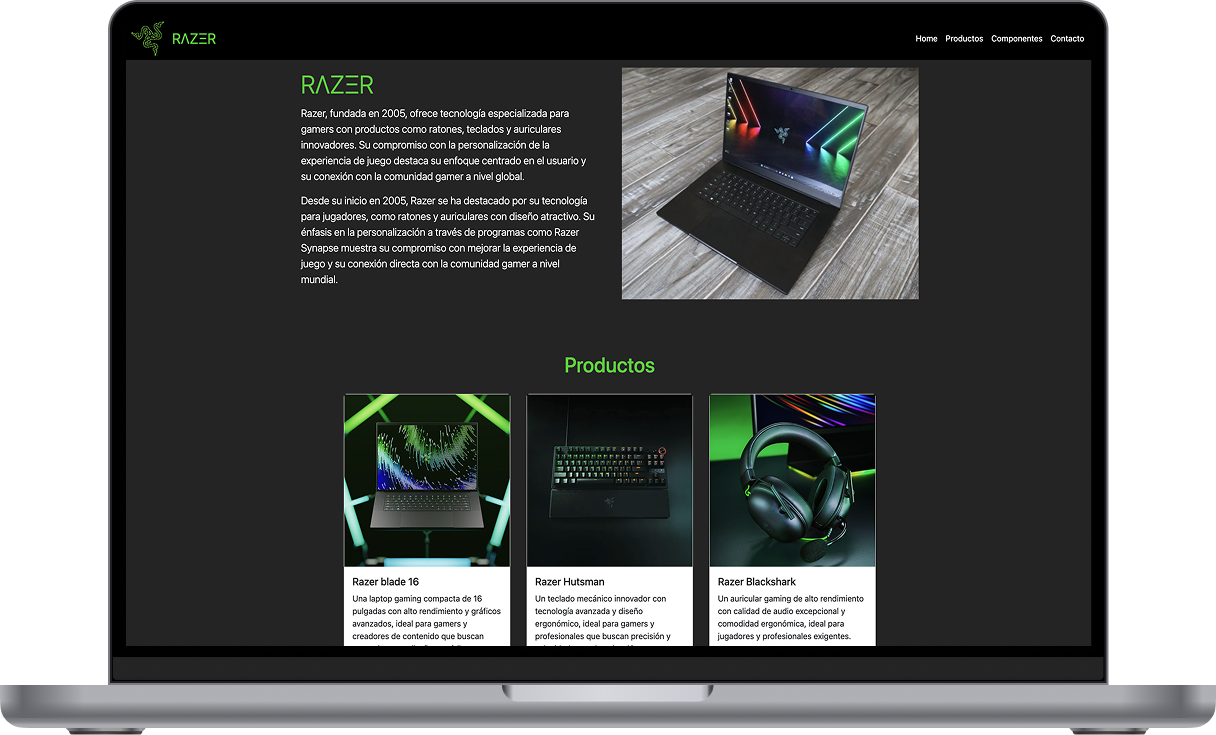 RAZER
Home Productos Componentes Contacto
RAZER
Razer, fundada en 2005, ofrece tecnología especializada para
gamers con productos como ratones, teclados y auriculares
innovadores. Su compromiso con la personalización de la
experiencia de juego destaca su enfoque centrado en el usuario y
su conexión con la comunidad gamer a nivel global.
Desde su inicio en 2005, Razer se ha destacado por su tecnología
para jugadores, como ratones y auriculares con diseño atractivo. Su
énfasis en la personalización a través de programas como Razer
Synapse muestra su compromiso con mejorar la experiencia de
juego y su conexión directa con la comunidad gamer a nivel
mundial.
Productos
Razer blade 16
Una laptop gaming compacta de 16
pulgadas con alto rendimiento y gráficos
avanzados, ideal para gamers y
creadores de contenido que buscan
Razer Hutsman
Un teclado mecánico innovador con
tecnología avanzada y diseño
ergonómico, ideal para gamers y
profesionales que buscan precisión y
Razer Blackshark
Un auricular gaming de alto rendimiento
con calidad de audio excepcional y
comodidad ergonómica, ideal para
jugadores y profesionales exigentes.